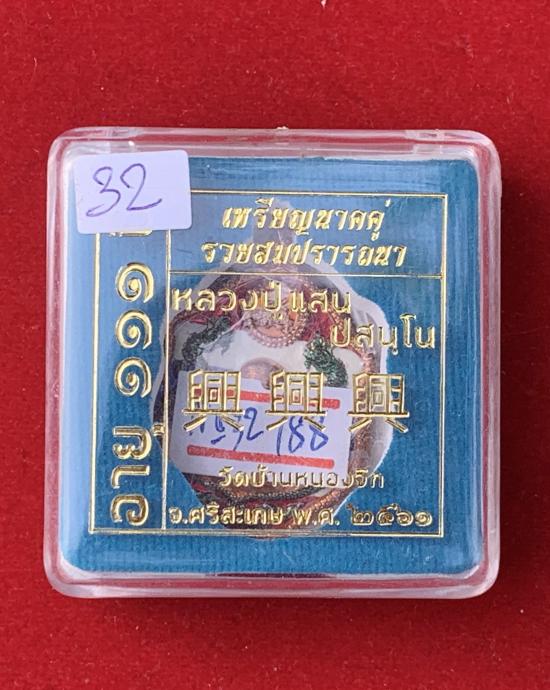 32
เหรียญนาคคู่
รวยสมปรารถนา
หลวงปู่แสน
ปสนฺโน
興 興 興
188
วัดบ้านหนองจิก
จ.ศรีสะเกษ พ.ศ. ๒๕๖๑
วายุ ๑๑๑